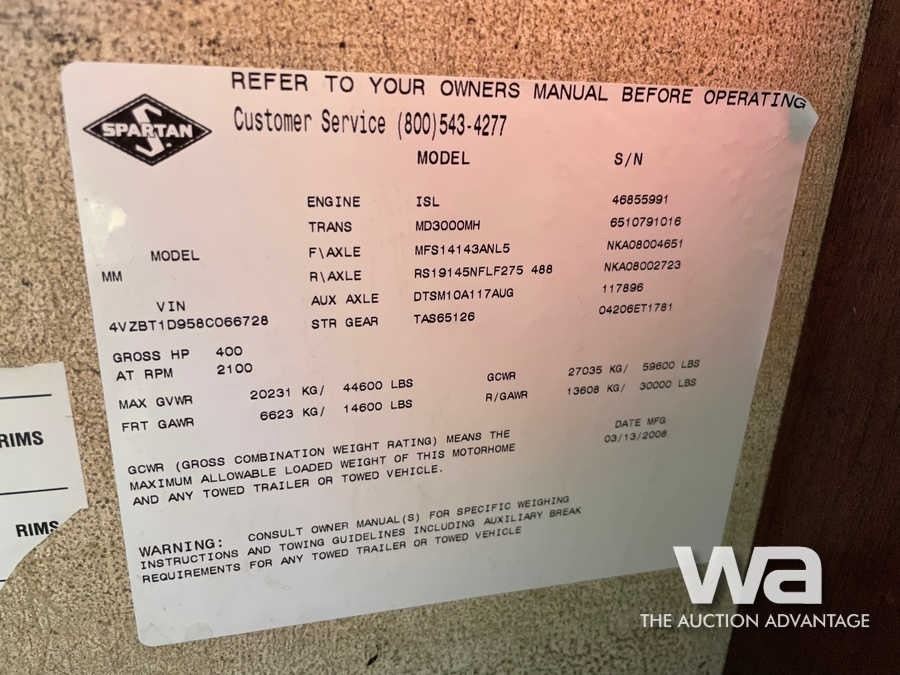 REFER TO YOUR OWNERS MANUAL BEFORE OPERATING
SPARTAN
S
Customer Service (800)543-4277
MODEL S/N
ENGINE ISL 46855991
TRANS MD3000MH 6510791016
MODEL F\AXLE MFS14143ANL5 NKA08004651
MM R\AXLE RS19145NFLF275 488 NKA08002723
VIN AUX AXLE DTSM10A117AUG 117896
4VZBT1D958C066728 STR GEAR TAS65126 04206ET1781
GROSS HP 400
AT RPM 2100
MAX GVWR 20231 KG/ 44600 LBS GCWR 27035 KG/ 59600 LBS
FRT GAWR 6623 KG/ 14600 LBS R/GAWR 13608 KG/ 30000 LBS
DATE MFG
03/13/2008
GCWR (GROSS COMBINATION WEIGHT RATING) MEANS THE
MAXIMUM ALLOWABLE LOADED WEIGHT OF THIS MOTORHOME
AND ANY TOWED TRAILER OR TOWED VEHICLE.
WARNING: CONSULT OWNER MANUAL(S) FOR SPECIFIC WEIGHING
INSTRUCTIONS AND TOWING GUIDELINES INCLUDING AUXILIARY BREAK
REQUIREMENTS FOR ANY TOWED TRAILER OR TOWED VEHICLE
RIMS
RIMS
wa
THE AUCTION ADVANTAGE